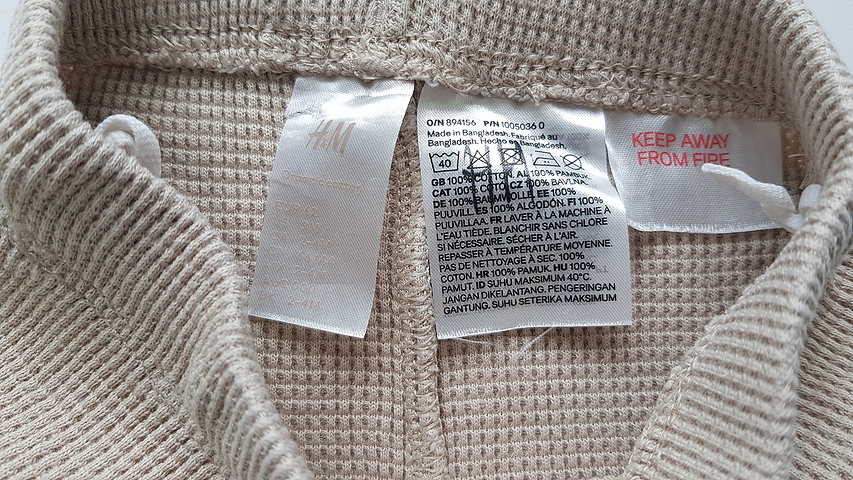 H&M
O/N 894156 P/N 1005036 0
Made in Bangladesh. Fabriqué au
Bangladesh. Hecho en Bangladesh.
40
GB 100% COTTON. AL 100% PAMBUK.
CAT 100% COTÓ. CZ 100% BAVLNA.
DE 100% BAUMWOLLE. EE 100%
PUUVILL. ES 100% ALGODÓN. FI 100%
PUUVILLAA. FR LAVER À LA MACHINE À
L'EAU TIÈDE. BLANCHIR SANS CHLORE
SI NÉCESSAIRE. SÉCHER À L'AIR.
REPASSER À TEMPÉRATURE MOYENNE.
PAS DE NETTOYAGE À SEC. 100%
COTON. HR 100% PAMUK. HU 100%
PAMUT. ID SUHU MAKSIMUM 40°C.
JANGAN DIKELANTANG. PENGERINGAN
GANTUNG. SUHU SETERIKA MAKSIMUM
KEEP AWAY
FROM FIRE